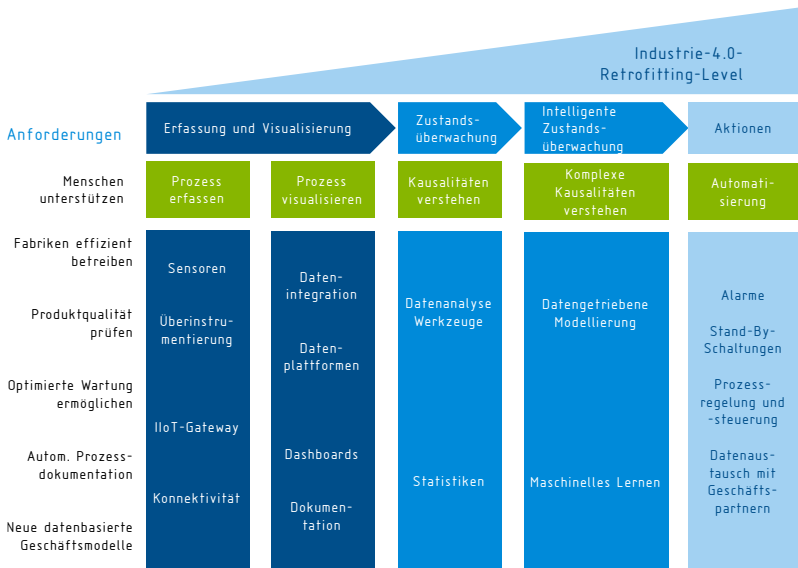 Industrie-4.0-
Retrofitting-Level
Anforderungen
Erfassung und Visualisierung
Zustands-
überwachung
Intelligente
Zustands-
überwachung
Aktionen
Menschen
unterstützen
Prozess
erfassen
Prozess
visualisieren
Kausalitäten
verstehen
Komplexe
Kausalitäten
verstehen
Automati-
sierung
Fabriken effizient
betreiben
Produktqualität
prüfen
Optimierte Wartung
ermöglichen
Autom. Prozess-
dokumentation
Neue datenbasierte
Geschäftsmodelle
Sensoren
Überinstru-
mentierung
IIoT-Gateway
Konnektivität
Daten-
integration
Daten-
plattformen
Dashboards
Dokumen-
tation
Datenanalyse
Werkzeuge
Statistiken
Datengetriebene
Modellierung
Maschinelles Lernen
Alarme
Stand-By-
Schaltungen
Prozess-
regelung und
-steuerung
Datenaus-
tausch mit
Geschäfts-
partnern